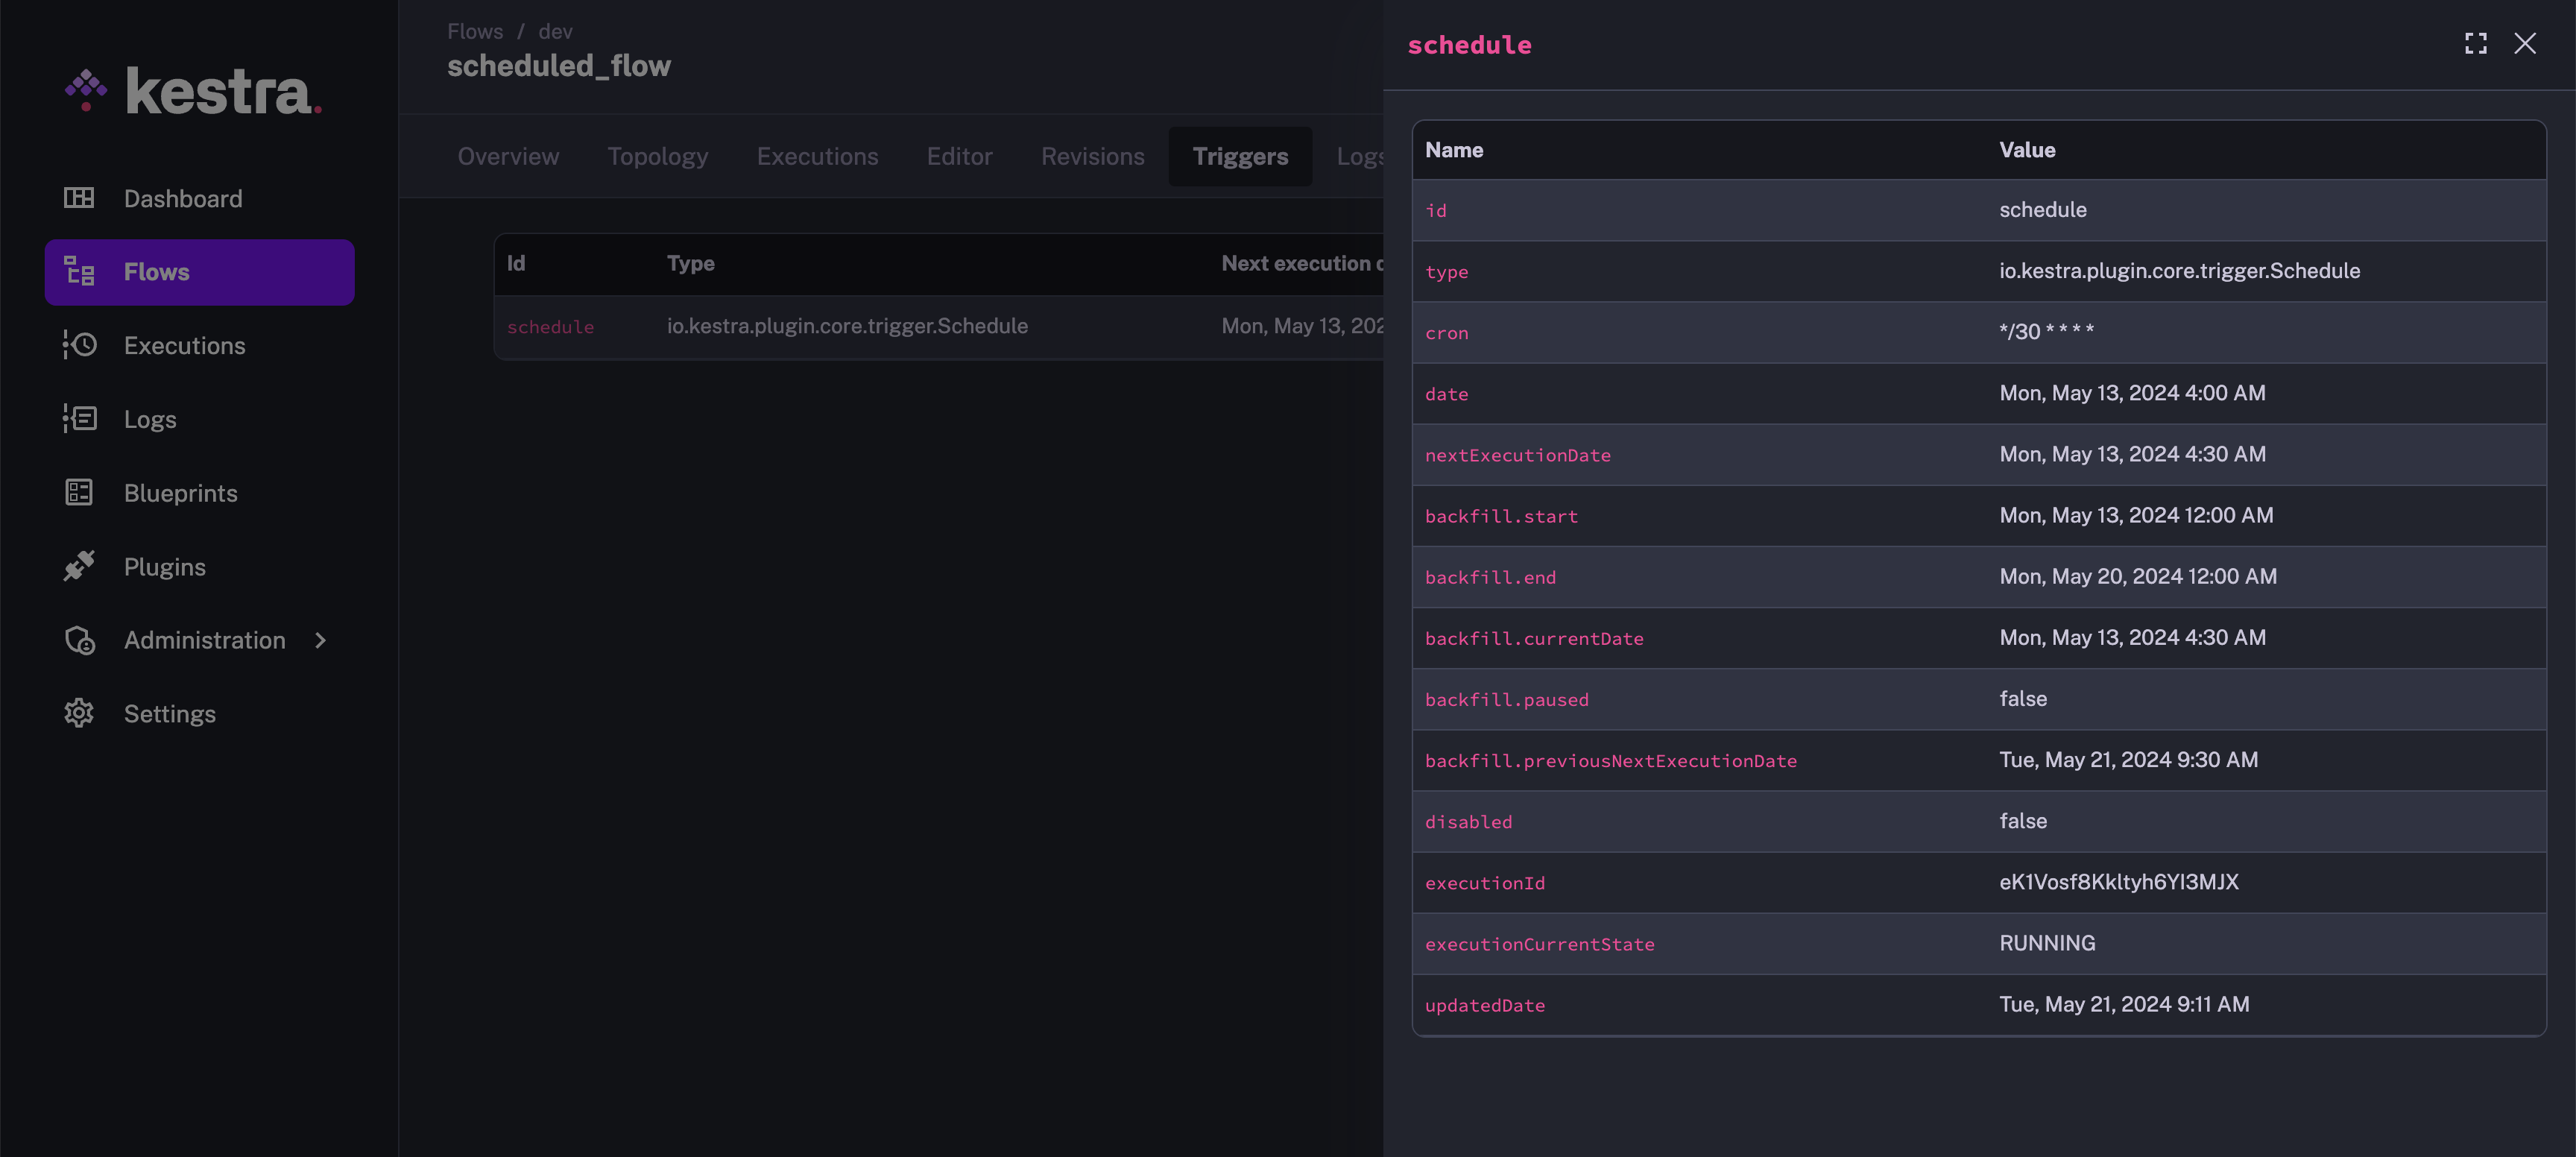 kestra.
Dashboard
Flows
Executions
Logs
Blueprints
Plugins
Administration
Settings
Flows / dev
scheduled_flow
Overview Topology Executions Editor Revisions Triggers Logs
Id Type Next execution d
schedule io.kestra.plugin.core.trigger.Schedule Mon, May 13, 202
schedule
Name Value
id schedule
type io.kestra.plugin.core.trigger.Schedule
cron */30 * * * *
date Mon, May 13, 2024 4:00 AM
nextExecutionDate Mon, May 13, 2024 4:30 AM
backfill.start Mon, May 13, 2024 12:00 AM
backfill.end Mon, May 20, 2024 12:00 AM
backfill.currentDate Mon, May 13, 2024 4:30 AM
backfill.paused false
backfill.previousNextExecutionDate Tue, May 21, 2024 9:30 AM
disabled false
executionId eK1Vosf8Kkltyh6YI3MJX
executionCurrentState RUNNING
updatedDate Tue, May 21, 2024 9:11 AM